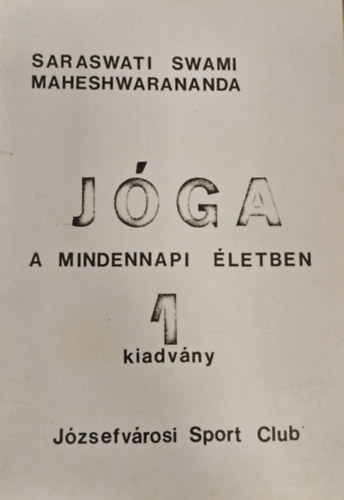 SARASWATI SWAMI
MAHESHWARANANDA
JÓGA
A MINDENNAPI ÉLETBEN
1
kiadvány
Józsefvárosi Sport Club